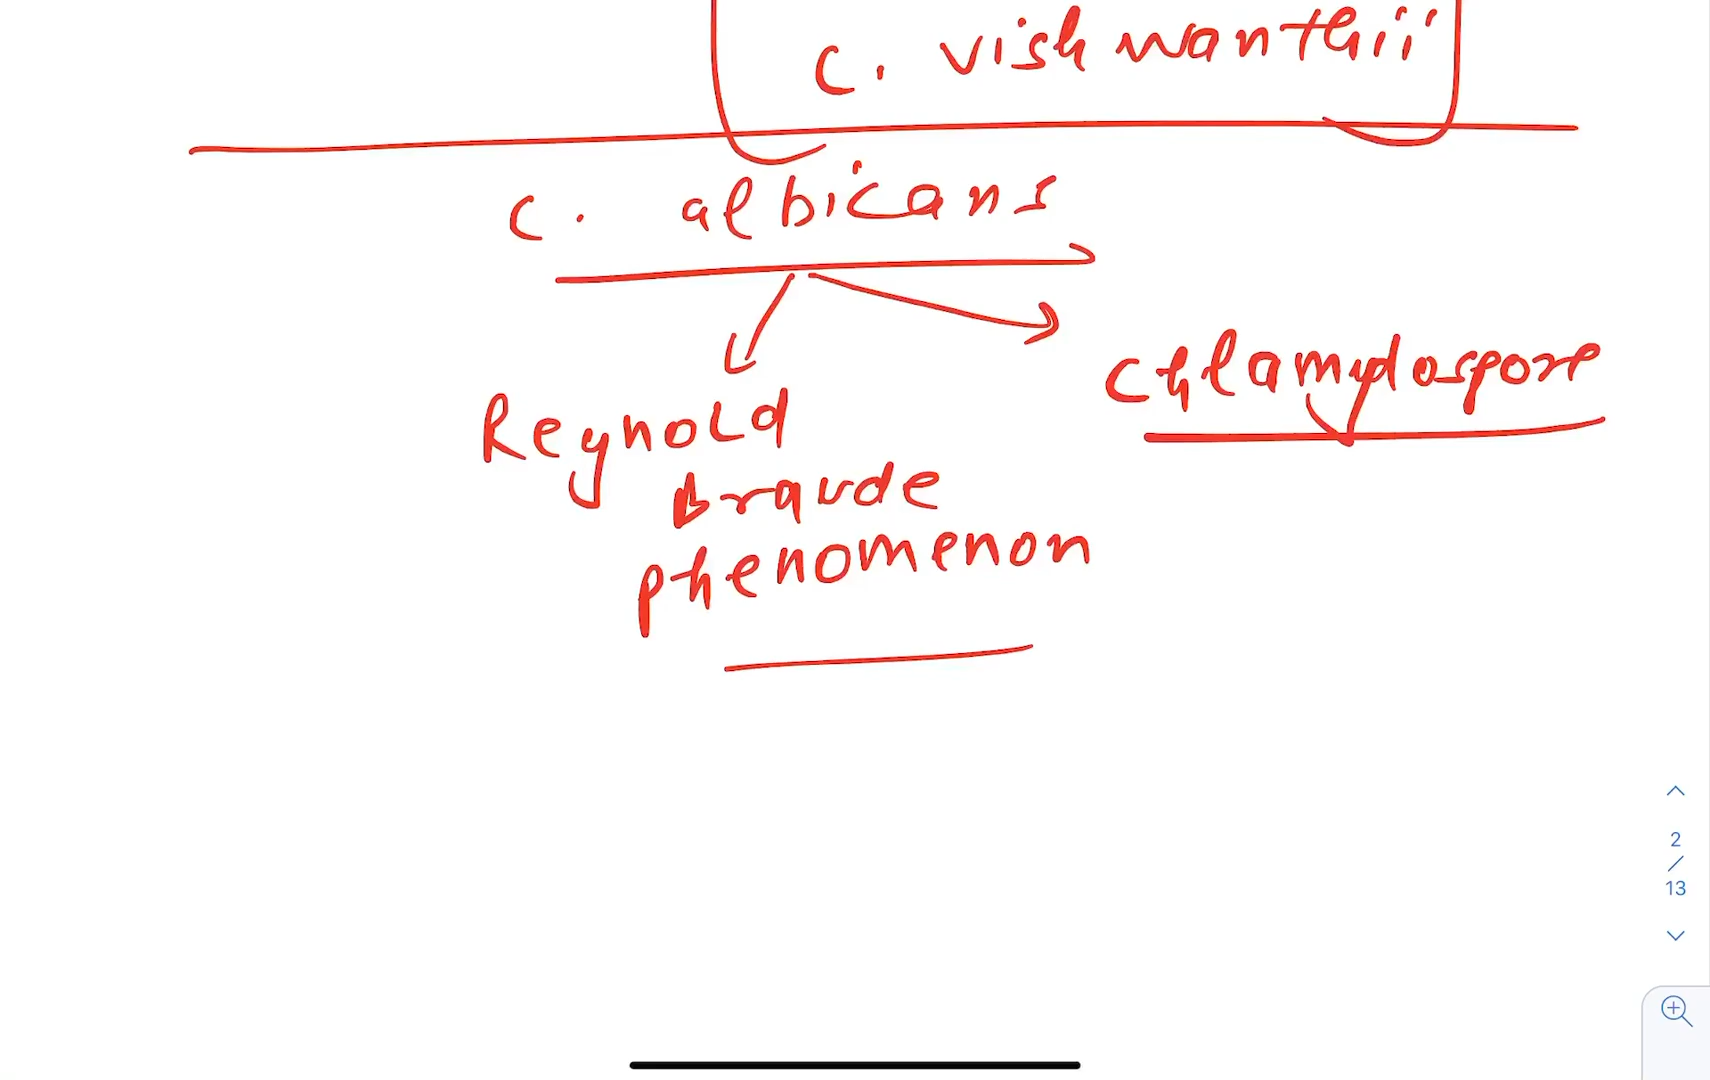 C. vishwanthii
C. albicans
Chlamydospore
Reynold
Braude
phenomenon
2
/
13